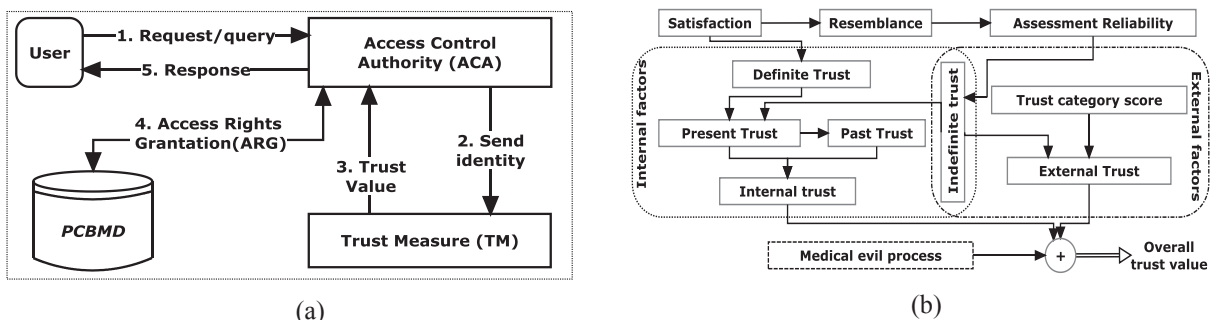 User
1. Request/query
5. Response
Access Control
Authority (ACA)
4. Access Rights
Grantation(ARG)
3. Trust
Value
2. Send
identity
PCBMD
Trust Measure (TM)
(a)
Satisfaction
Resemblance
Assessment Reliability
Internal factors
Definite Trust
Indefinite trust
Trust category score
External factors
Present Trust
Past Trust
Internal trust
External Trust
Medical evil process
+
Overall
trust value
(b)